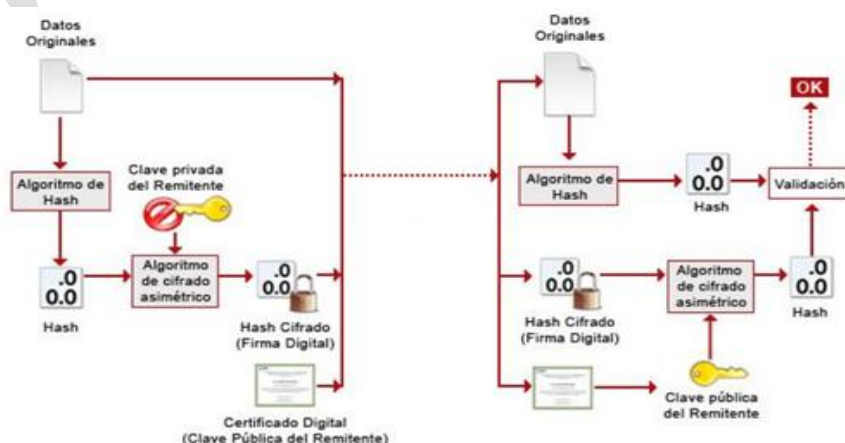 Datos
Originales
Algoritmo de
Hash
Clave privada
del Remitente
.0
0.0
Hash
Algoritmo
de cifrado
asimétrico
.0
0.0
Hash Cifrado
(Firma Digital)
Certificado Digital
(Clave Pública del Remitente)
Datos
Originales
Algoritmo de
Hash
.0
0.0
Hash
Validación
OK
.0
0.0
Hash Cifrado
(Firma Digital)
Algoritmo
de cifrado
asimétrico
.0
0.0
Hash
Clave pública
del Remitente